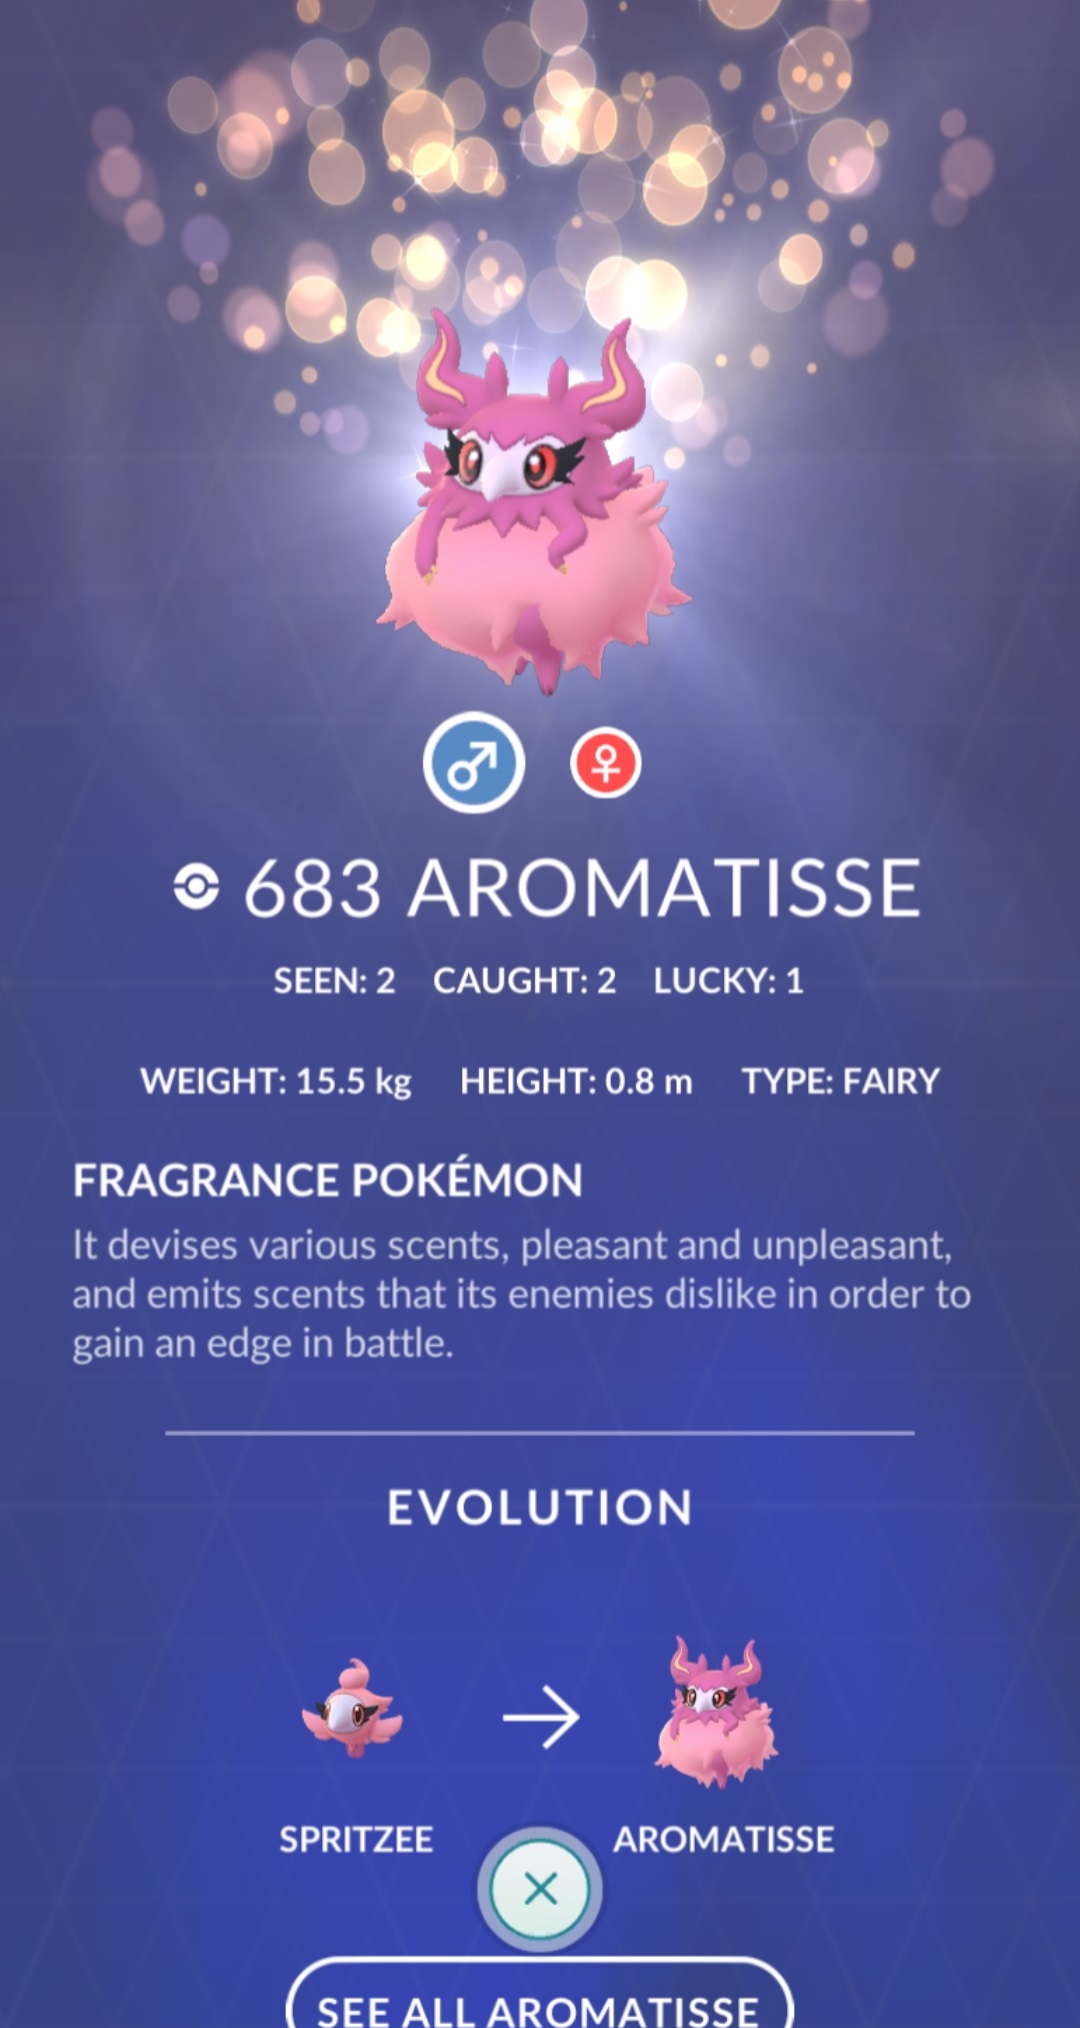 683 AROMATISSE
SEEN: 2 CAUGHT: 2 LUCKY: 1
WEIGHT: 15.5 kg HEIGHT: 0.8 m TYPE: FAIRY
FRAGRANCE POKÉMON
It devises various scents, pleasant and unpleasant,
and emits scents that its enemies dislike in order to
gain an edge in battle.
EVOLUTION
SPRITZEE AROMATISSE
SEE ALL AROMATISSE